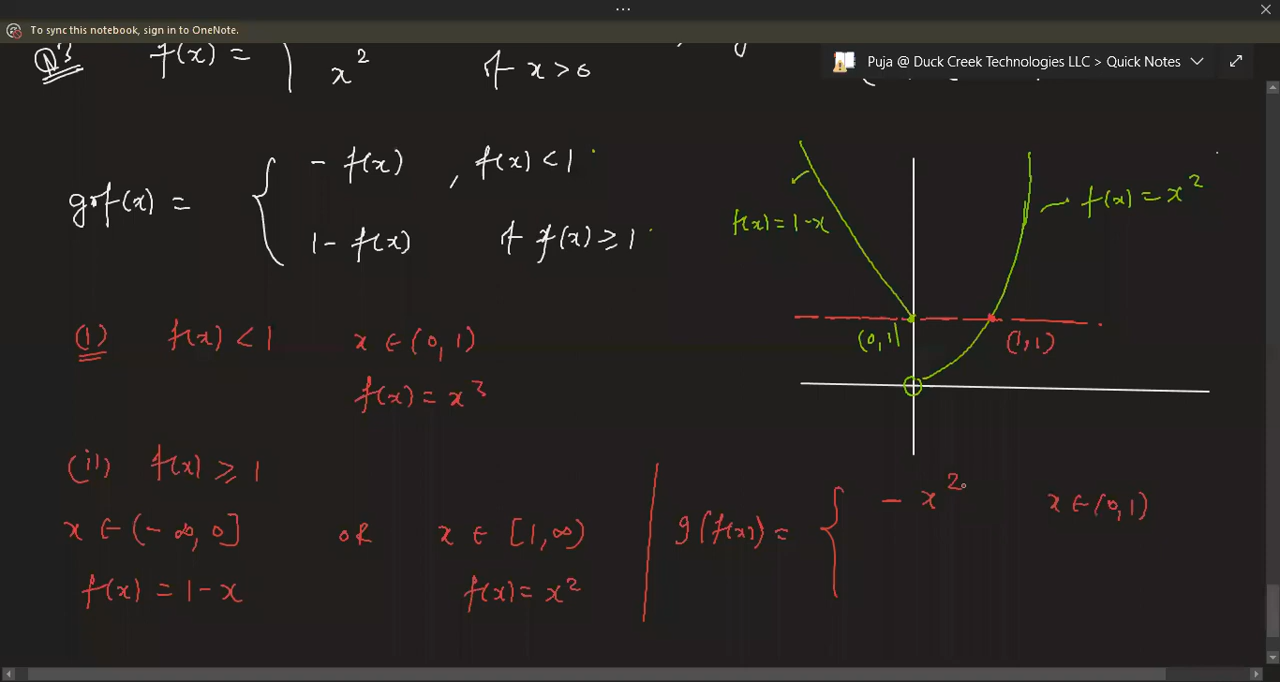 To sync this notebook, sign in to OneNote.
Puja @ Duck Creek Technologies LLC > Quick Notes
Q3 f(x) =
x² if x > 0
gof(x) =
- f(x) , f(x) < 1
1 - f(x) if f(x) ≥ 1
f(x) = 1-x
f(x) = x²
(0,1)
(1,1)
(i) f(x) < 1 x ∈ (0,1)
f(x) = x³
(ii) f(x) ≥ 1
x ∈ (-∞, 0] OR x ∈ [1, ∞)
f(x) = 1-x f(x) = x²
g(f(x)) =
- x² x ∈ (0,1)